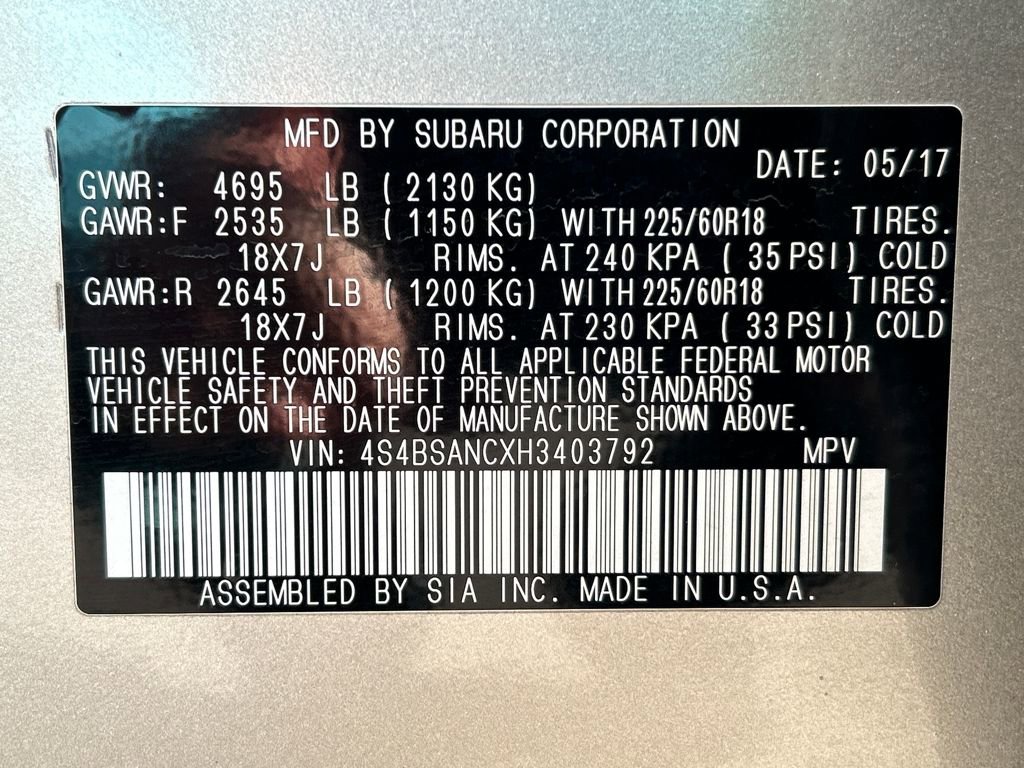 MFD BY SUBARU CORPORATION
DATE: 05/17
GVWR: 4695 LB ( 2130 KG)
GAWR:F 2535 LB ( 1150 KG) WITH 225/60R18 TIRES.
18X7J RIMS. AT 240 KPA ( 35 PSI) COLD
GAWR:R 2645 LB ( 1200 KG) WITH 225/60R18 TIRES.
18X7J RIMS. AT 230 KPA ( 33 PSI) COLD
THIS VEHICLE CONFORMS TO ALL APPLICABLE FEDERAL MOTOR
VEHICLE SAFETY AND THEFT PREVENTION STANDARDS
IN EFFECT ON THE DATE OF MANUFACTURE SHOWN ABOVE.
VIN: 4S4BSANCXH3403792 MPV
ASSEMBLED BY SIA INC. MADE IN U.S.A.